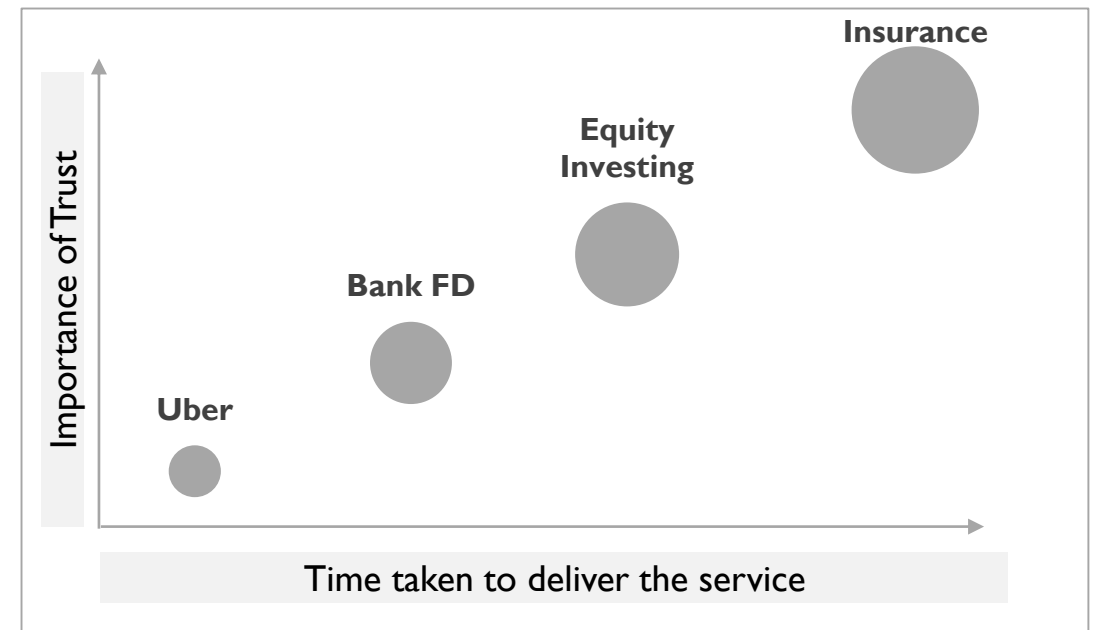 Insurance
Equity
Investing
Bank FD
Uber
Importance of Trust
Time taken to deliver the service